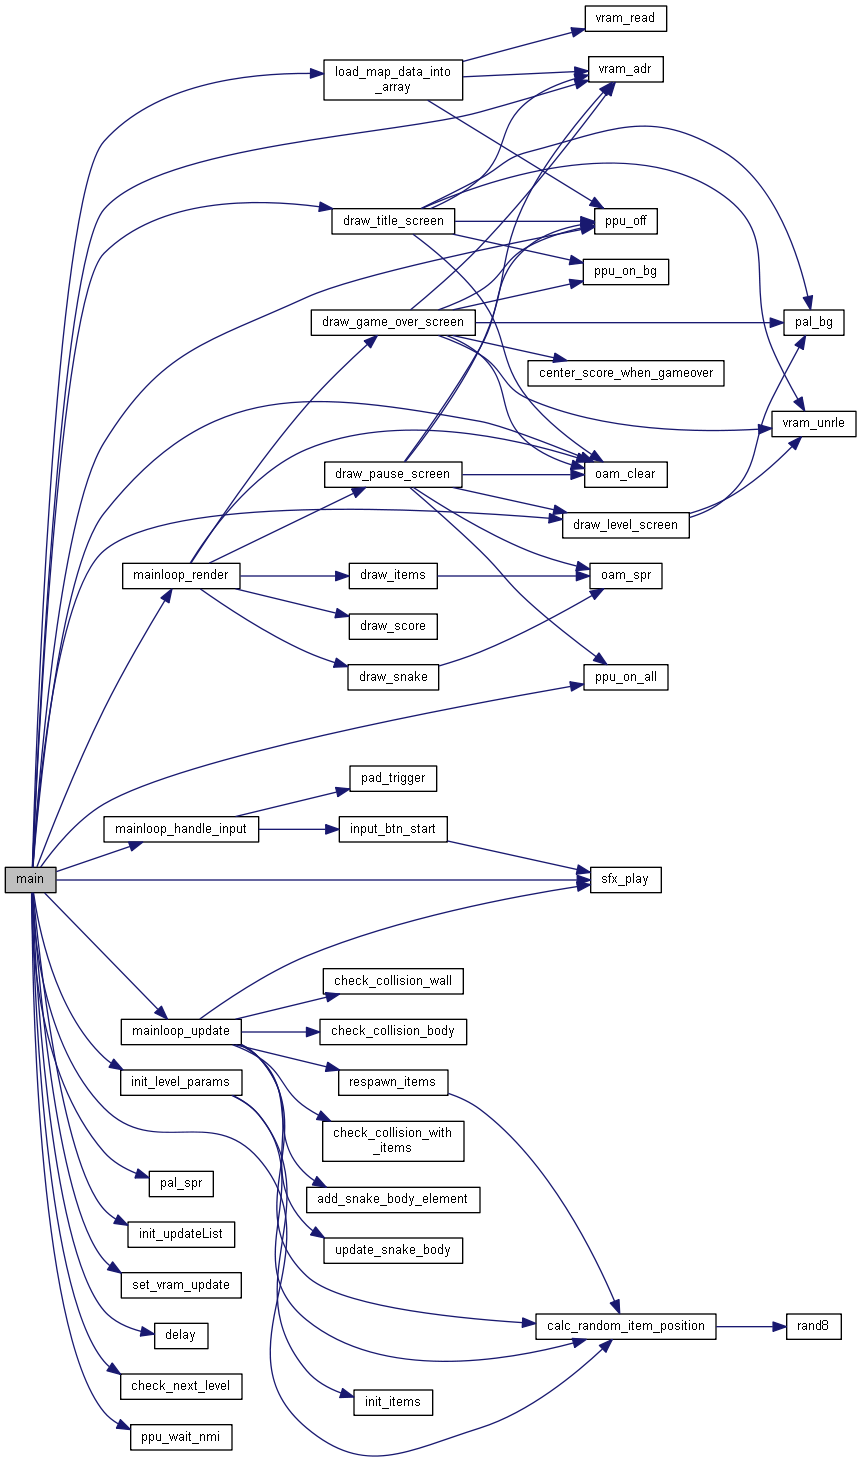 vram_read
load_map_data_into
_array
vram_adr
draw_title_screen
ppu_off
ppu_on_bg
draw_game_over_screen
pal_bg
center_score_when_gameover
vram_unrle
draw_pause_screen
oam_clear
draw_level_screen
mainloop_render
draw_items
oam_spr
draw_score
draw_snake
ppu_on_all
pad_trigger
mainloop_handle_input
input_btn_start
main
sfx_play
check_collision_wall
mainloop_update
check_collision_body
init_level_params
respawn_items
check_collision_with
_items
pal_spr
add_snake_body_element
init_updateList
update_snake_body
set_vram_update
delay
calc_random_item_position
rand8
check_next_level
init_items
ppu_wait_nmi